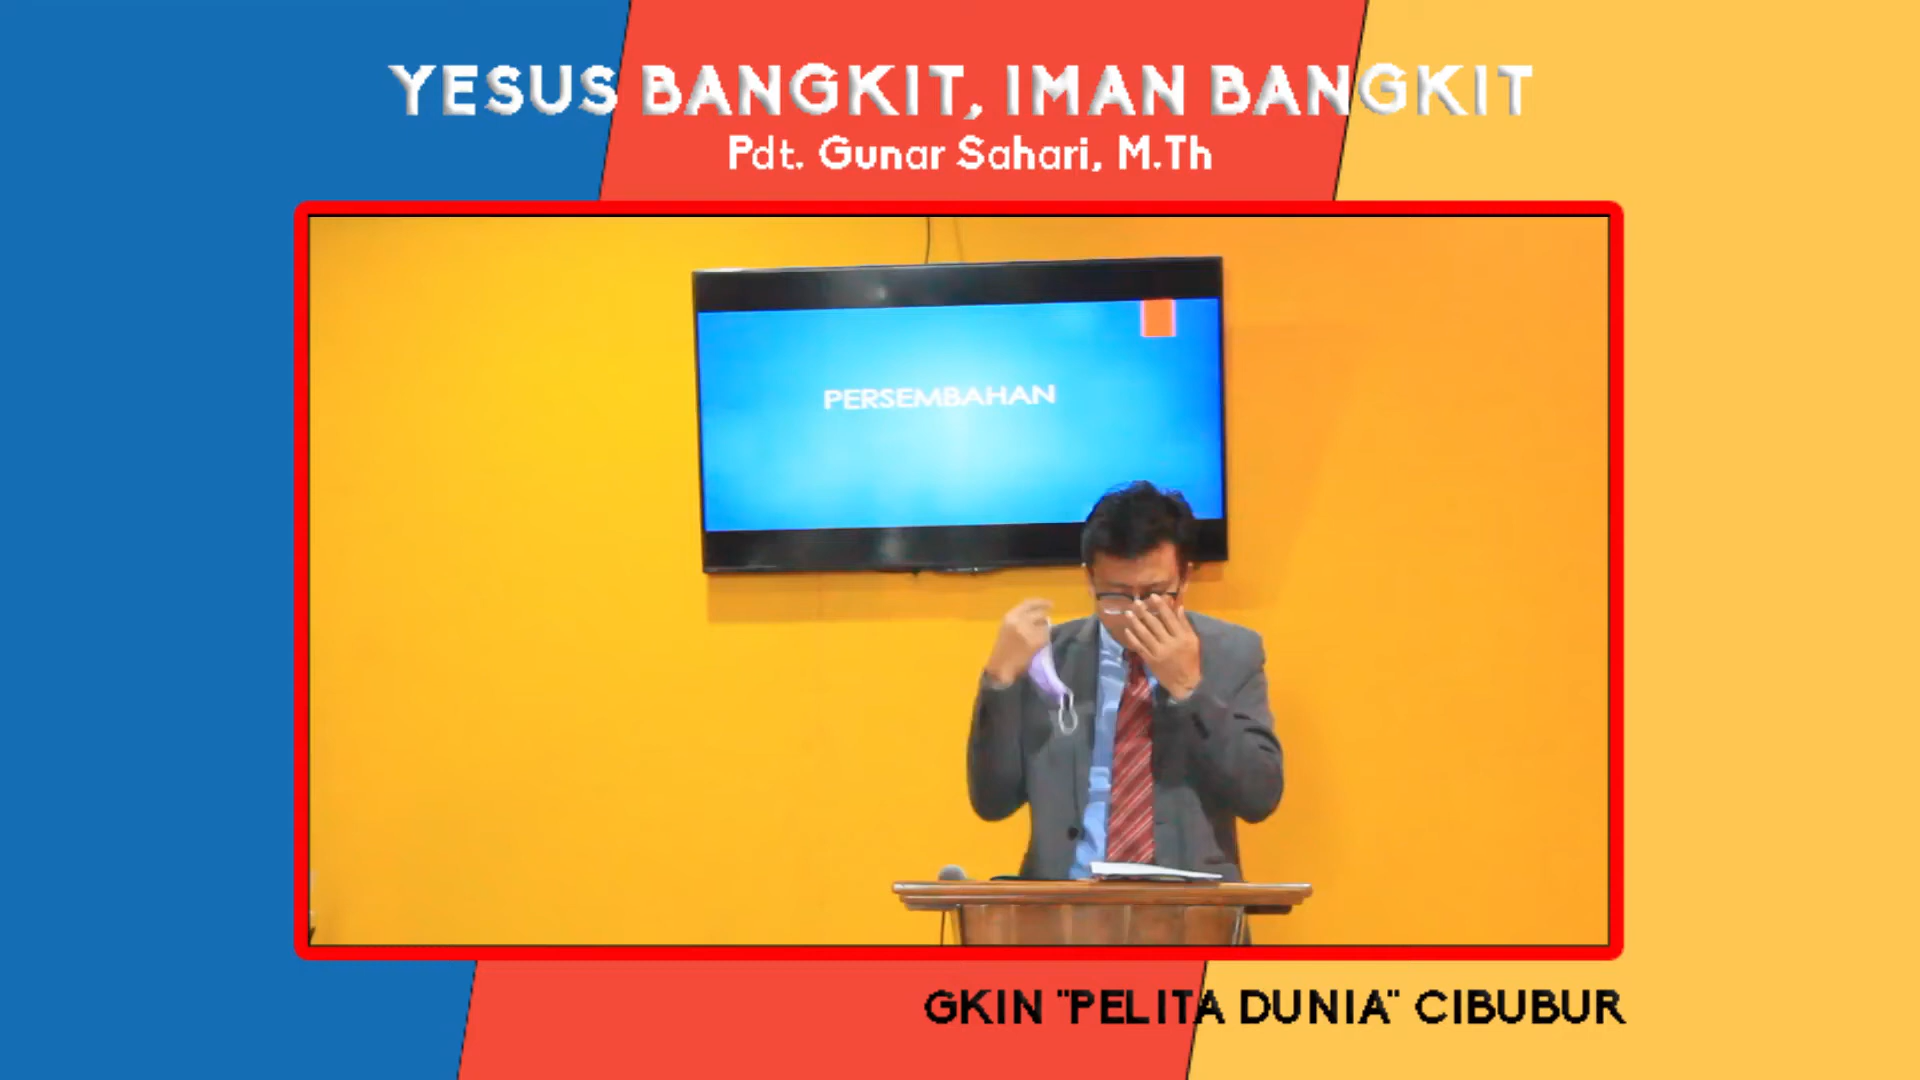 YESUS BANGKIT, IMAN BANGKIT
Pdt. Gunar Sahari, M.Th
PERSEMBAHAN
GKIN "PELITA DUNIA" CIBUBUR